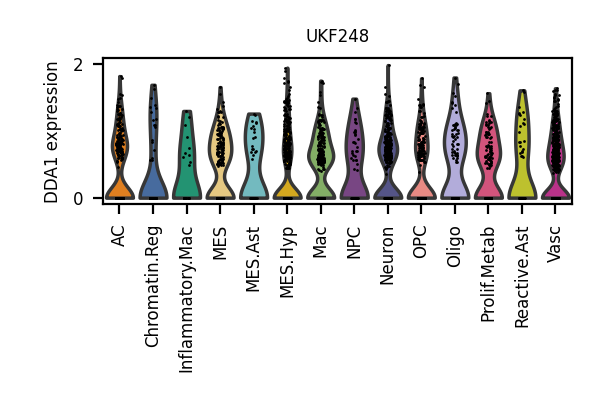 UKF248
DDA1 expression
2
0
AC
Chromatin.Reg
Inflammatory.Mac
MES
MES.Ast
MES.Hyp
Mac
NPC
Neuron
OPC
Oligo
Prolif.Metab
Reactive.Ast
Vasc